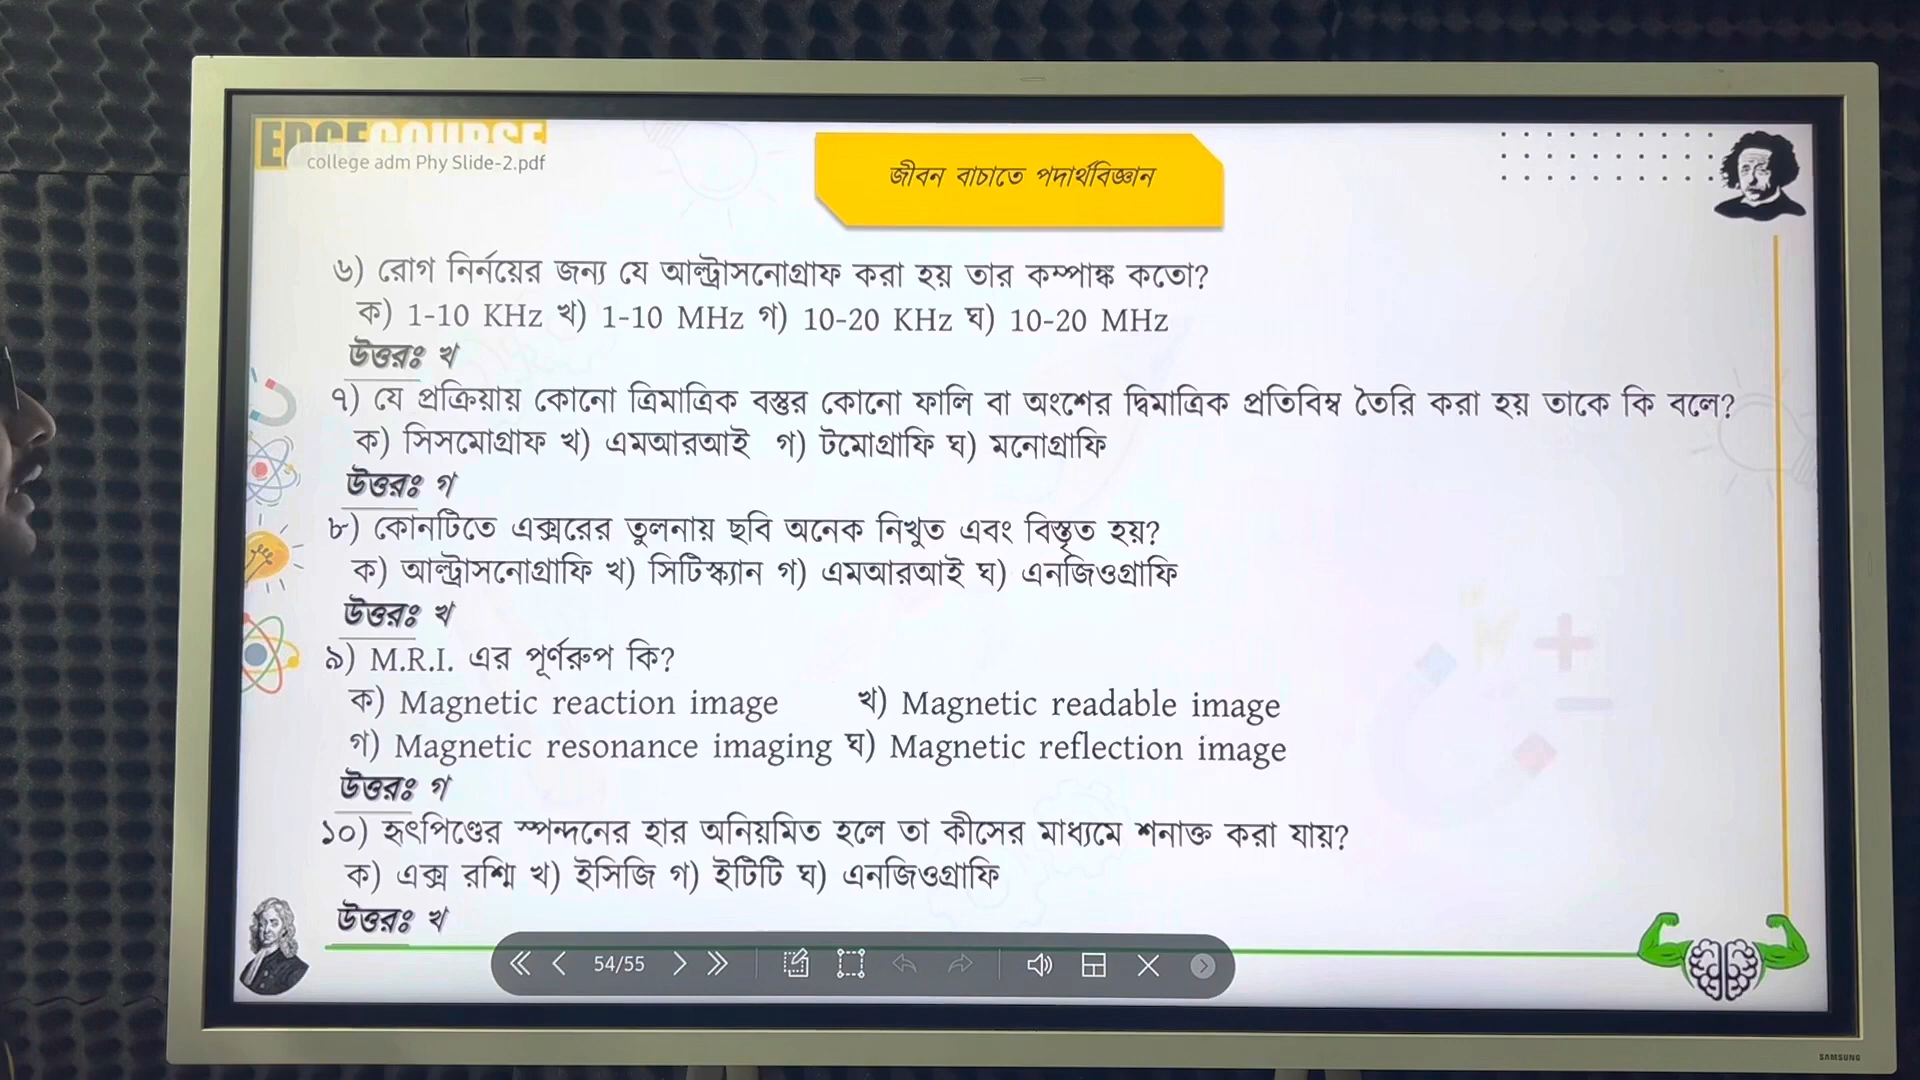 EDGECOURSE
college adm Phy Slide-2.pdf
জীবন বাচাতে পদার্থবিজ্ঞান
৬) রোগ নির্নয়ের জন্য যে আল্ট্রাসনোগ্রাফ করা হয় তার কম্পাঙ্ক কতো?
ক) 1-10 KHz খ) 1-10 MHz গ) 10-20 KHz ঘ) 10-20 MHz
উত্তরঃ খ
৭) যে প্রক্রিয়ায় কোনো ত্রিমাত্রিক বস্তুর কোনো ফালি বা অংশের দ্বিমাত্রিক প্রতিবিম্ব তৈরি করা হয় তাকে কি বলে?
ক) সিসমোগ্রাফ খ) এমআরআই গ) টমোগ্রাফি ঘ) মনোগ্রাফি
উত্তরঃ গ
৮) কোনটিতে এক্সরের তুলনায় ছবি অনেক নিখুত এবং বিস্তৃত হয়?
ক) আল্ট্রাসনোগ্রাফি খ) সিটিস্ক্যান গ) এমআরআই ঘ) এনজিওগ্রাফি
উত্তরঃ খ
৯) M.R.I. এর পূর্ণরুপ কি?
ক) Magnetic reaction image খ) Magnetic readable image
গ) Magnetic resonance imaging ঘ) Magnetic reflection image
উত্তরঃ গ
১০) হৃৎপিণ্ডের স্পন্দনের হার অনিয়মিত হলে তা কীসের মাধ্যমে শনাক্ত করা যায়?
ক) এক্স রশ্মি খ) ইসিজি গ) ইটিটি ঘ) এনজিওগ্রাফি
উত্তরঃ খ
54/55
SAMSUNG